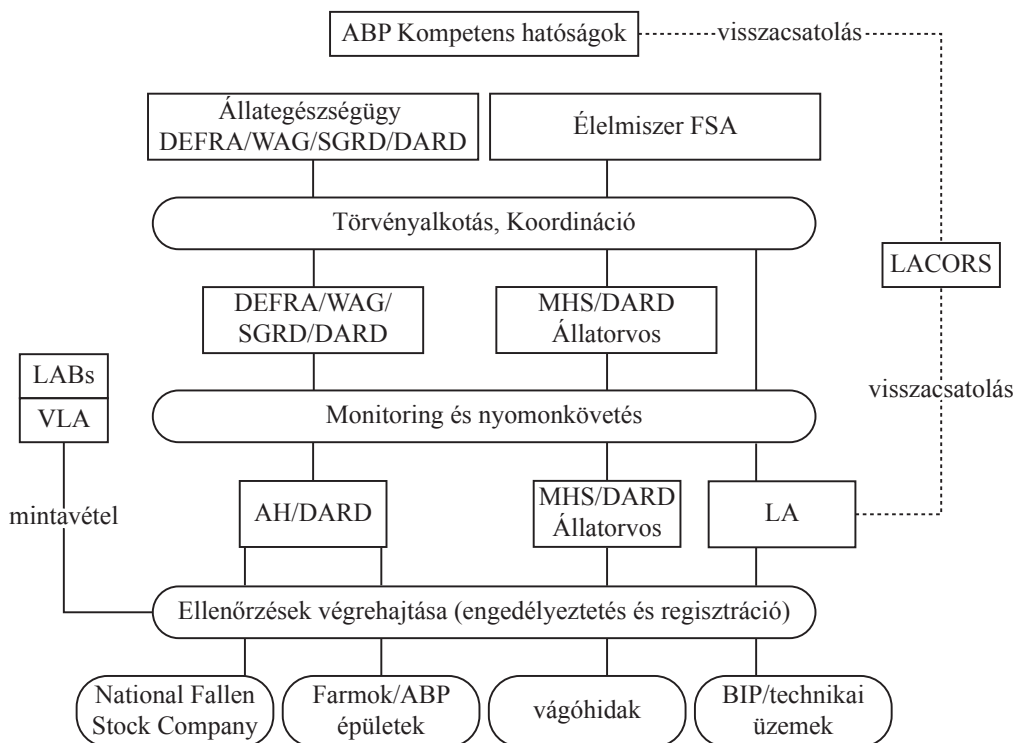 ABP Kompetens hatóságok
visszacsatolás
Állategészségügy
DEFRA/WAG/SGRD/DARD
Élelmiszer FSA
Törvényalkotás, Koordináció
LACORS
DEFRA/WAG/
SGRD/DARD
MHS/DARD
Állatorvos
LABs
VLA
visszacsatolás
Monitoring és nyomonkövetés
mintavétel
AH/DARD
MHS/DARD
Állatorvos
LA
Ellenőrzések végrehajtása (engedélyeztetés és regisztráció)
National Fallen
Stock Company
Farmok/ABP
épületek
vágóhidak
BIP/technikai
üzemek